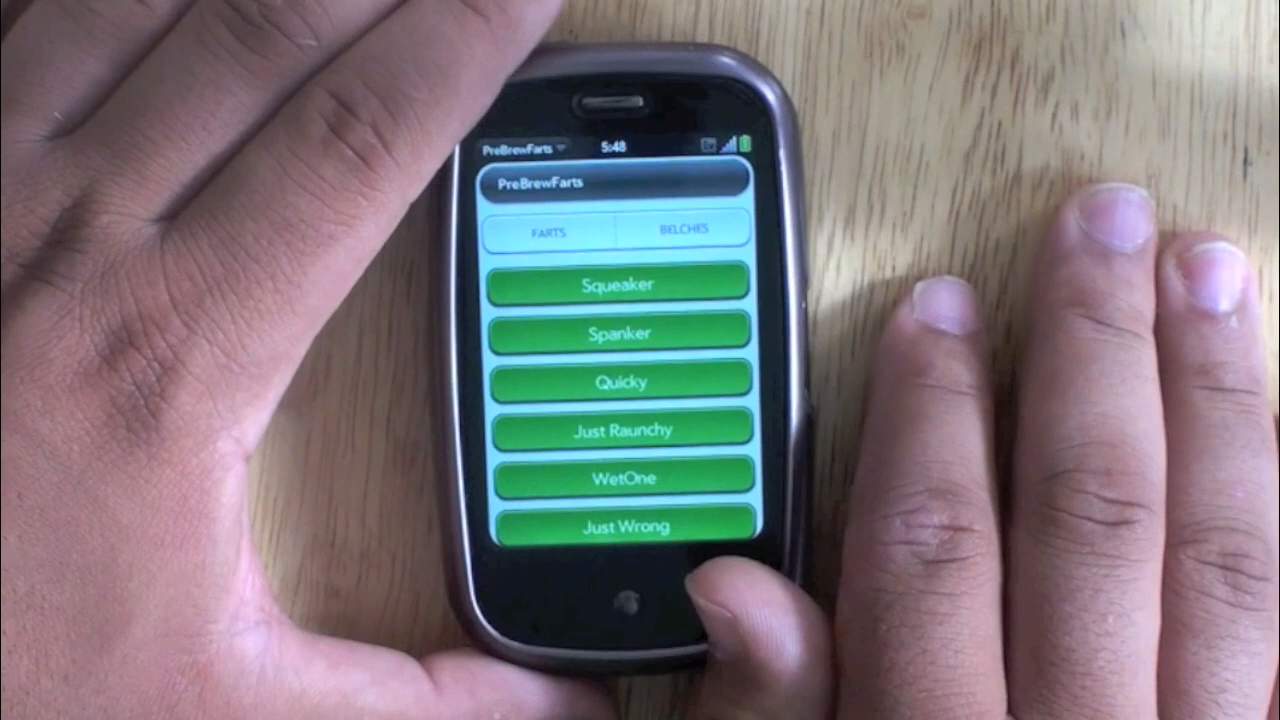 PreBrewFarts 5:48
PreBrewFarts
FARTS BELCHES
Squeaker
Spanker
Quicky
Just Raunchy
WetOne
Just Wrong